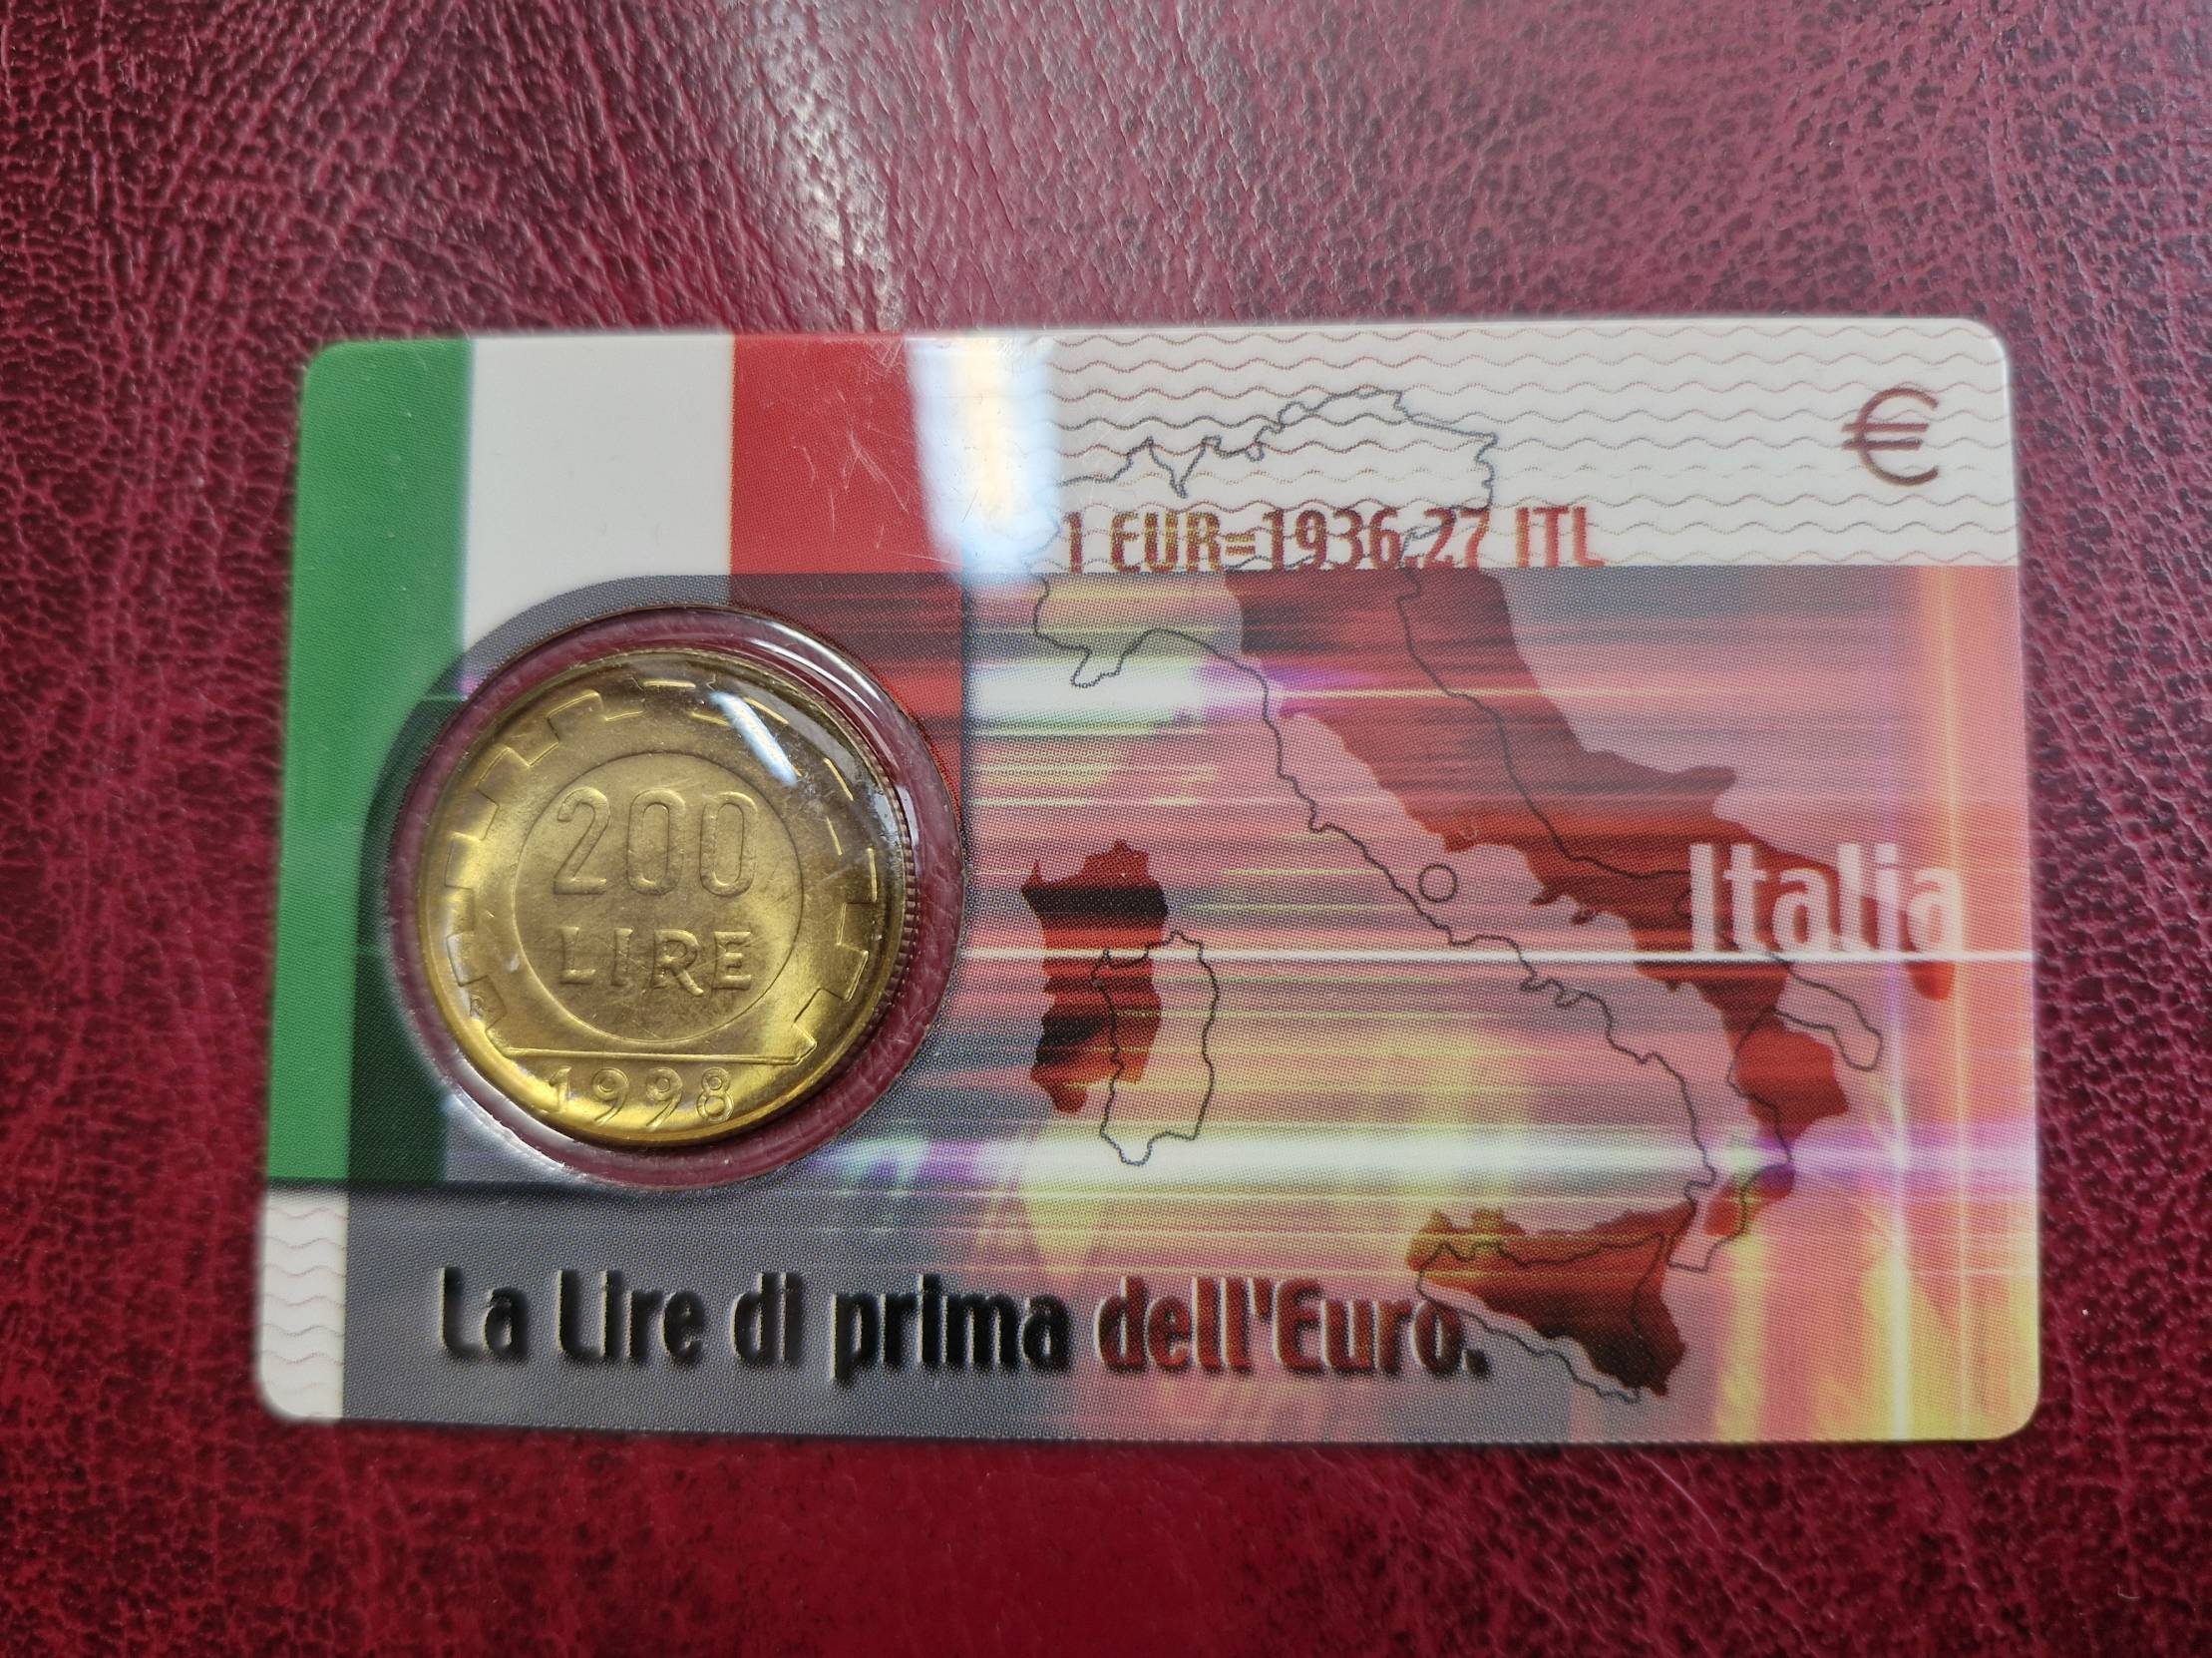 €
1 EUR=1936,27 ITL
200
LIRE
R
1998
Italia
La Lire di prima dell'Euro.